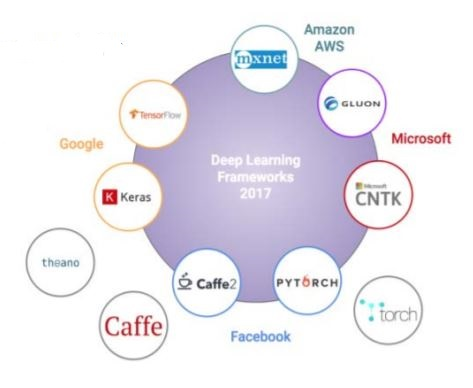 Amazon
AWS
mxnet
TensorFlow
GLUON
Google
Microsoft
Deep Learning
Frameworks
2017
K Keras
Microsoft
CNTK
theano
Caffe2
PYTORCH
Caffe
torch
Facebook